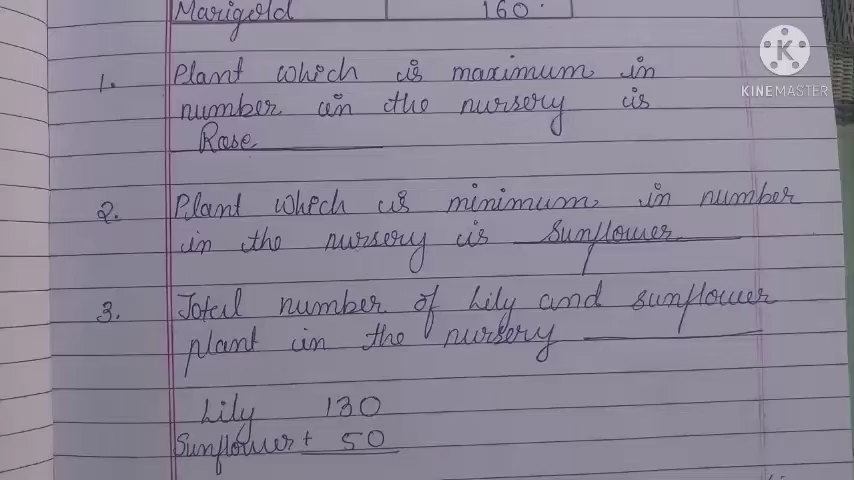 Marigold 160
KINEMASTER
1. Plant which is maximum in
number in the nursery is
Rose
2. Plant which is minimum in number
in the nursery is Sunflower
3. Total number of Lily and sunflower
plant in the nursery
Lily 130
Sunflower + 50